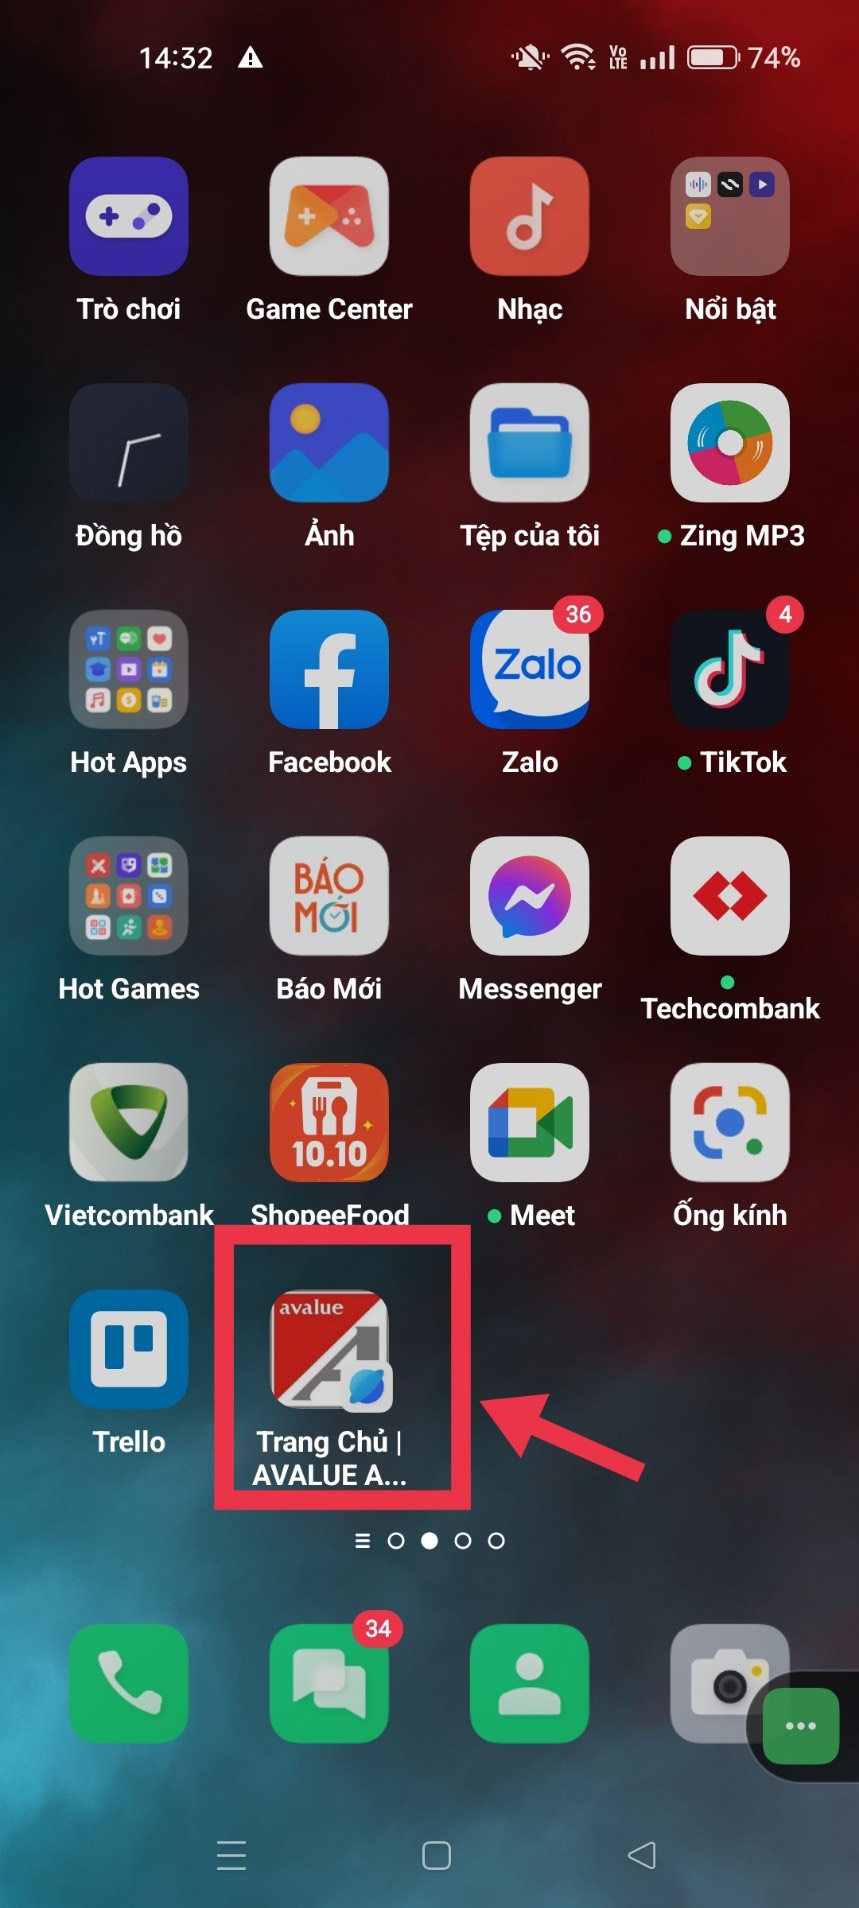 14:32
Vo
LTE
74%
Trò chơi
Game Center
Nhạc
Nổi bật
Đồng hồ
Ảnh
Tệp của tôi
Zing MP3
36
Zalo
4
Hot Apps
Facebook
Zalo
TikTok
BÁO
MỚI
Hot Games
Báo Mới
Messenger
Techcombank
10.10
Vietcombank
ShopeeFood
Meet
Ống kính
avalue
Trello
Trang Chủ |
AVALUE A...
34